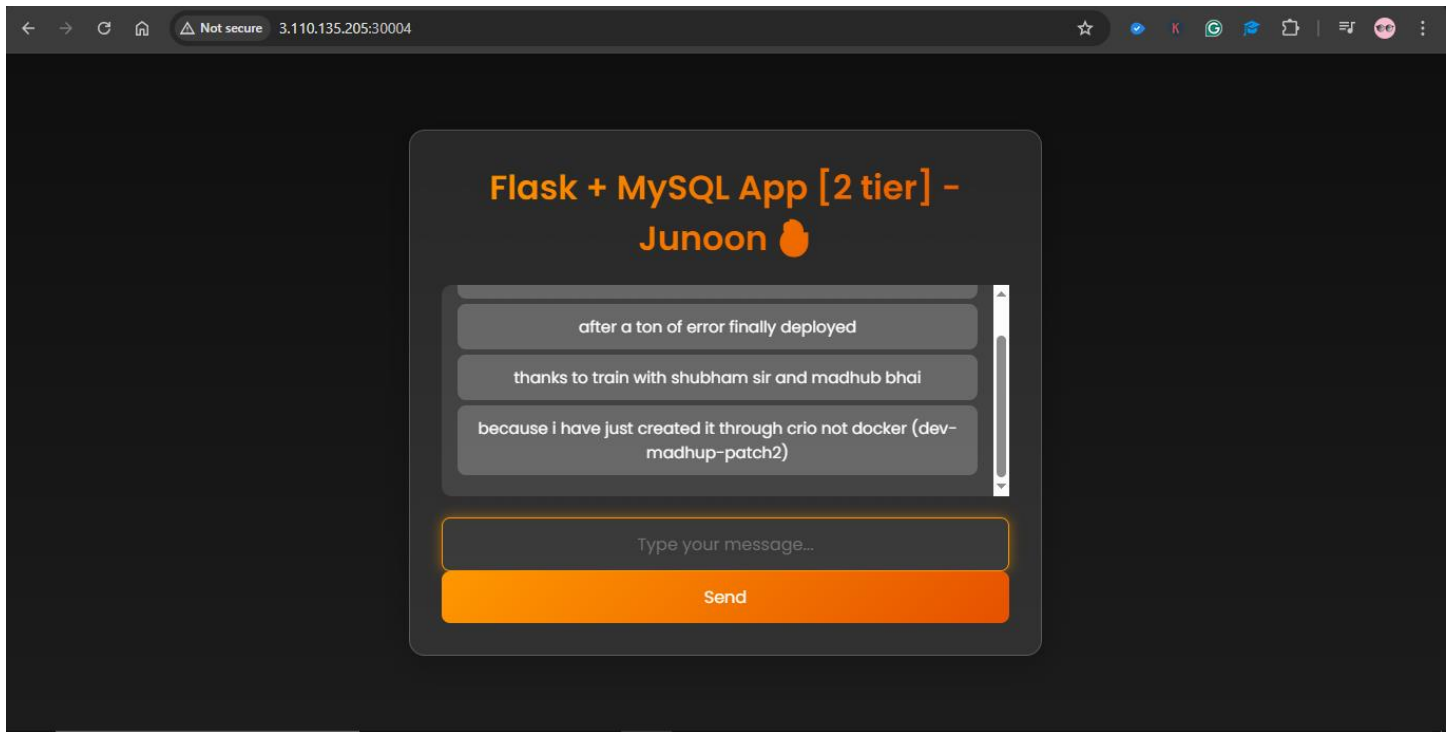 Not secure 3.110.135.205:30004
Flask + MySQL App [2 tier] -
Junoon
after a ton of error finally deployed
thanks to train with shubham sir and madhub bhai
because i have just created it through crio not docker (dev-
madhup-patch2)
Type your message...
Send